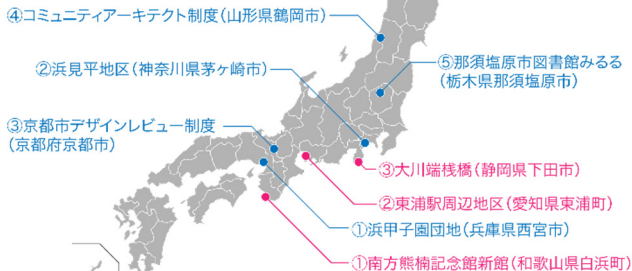 ④コミュニティアーキテクト制度(山形県鶴岡市)
⑤那須塩原市図書館みるる
(栃木県那須塩原市)
②浜見平地区(神奈川県茅ヶ崎市)
③京都市デザインレビュー制度
(京都府京都市)
③大川端桟橋(静岡県下田市)
②東浦駅周辺地区(愛知県東浦町)
①浜甲子園団地(兵庫県西宮市)
①南方熊楠記念館新館(和歌山県白浜町)